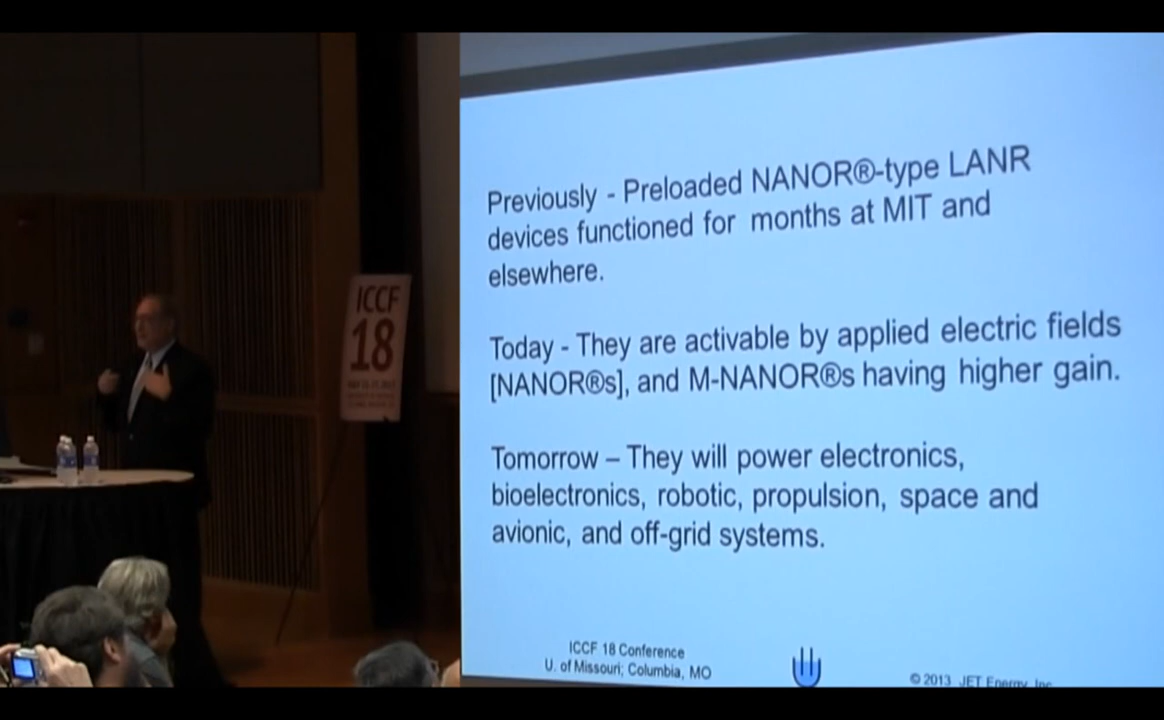 ICCF
18
Previously - Preloaded NANOR®-type LANR
devices functioned for months at MIT and
elsewhere.
Today - They are activable by applied electric fields
[NANOR®s], and M-NANOR®s having higher gain.
Tomorrow – They will power electronics,
bioelectronics, robotic, propulsion, space and
avionic, and off-grid systems.
ICCF 18 Conference
U. of Missouri; Columbia, MO
© 2013 JET Energy, Inc